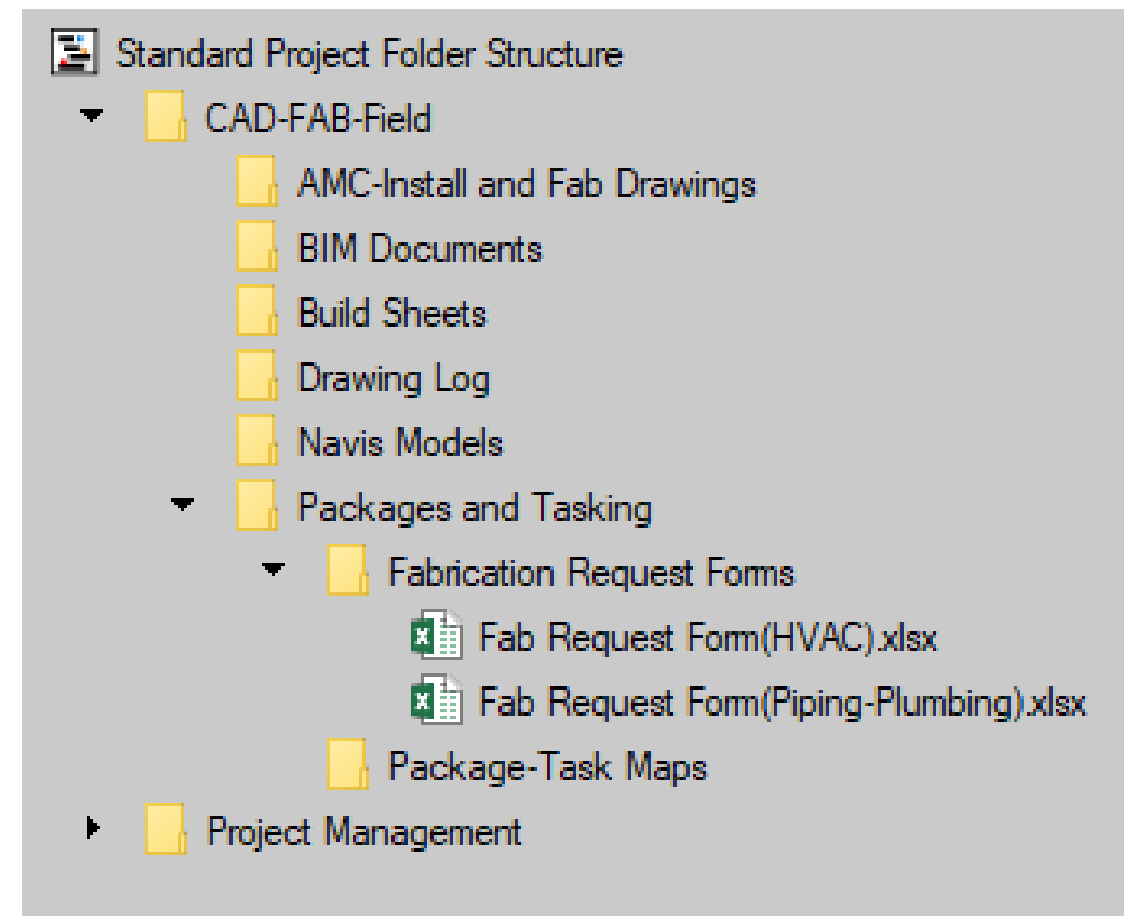 Standard Project Folder Structure
CAD-FAB-Field
AMC-Install and Fab Drawings
BIM Documents
Build Sheets
Drawing Log
Navis Models
Packages and Tasking
Fabrication Request Forms
Fab Request Form(HVAC).xlsx
Fab Request Form(Piping-Plumbing).xlsx
Package-Task Maps
Project Management